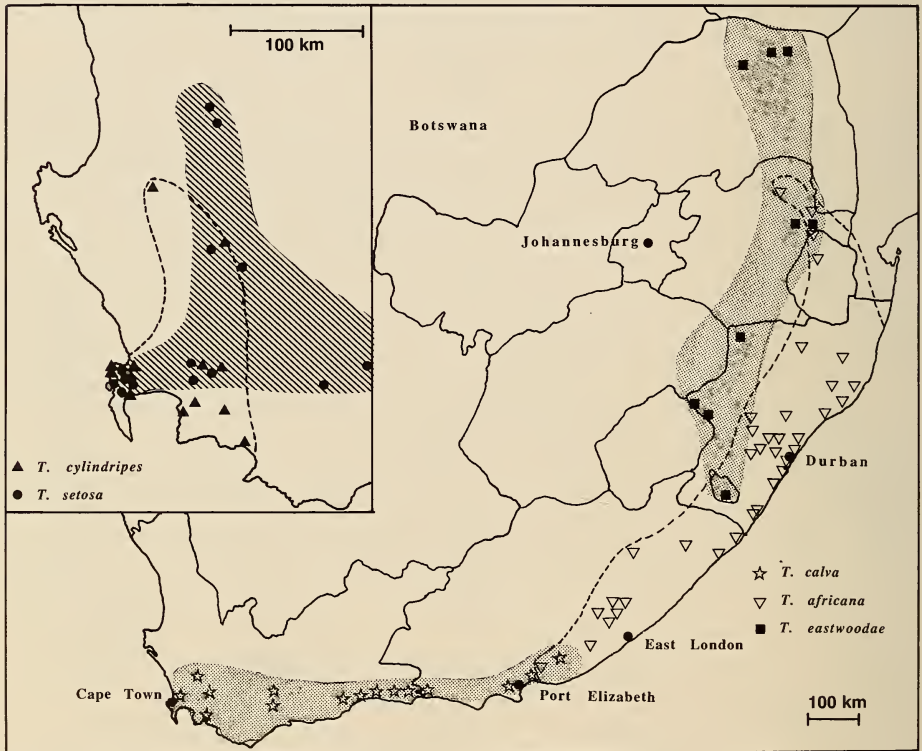 100 km
Botswana
Johannesburg
T. cylindripes
T. setosa
Durban
T. calva
T. africana
T. eastwoodae
East London
Cape Town
Port Elizabeth
100 km